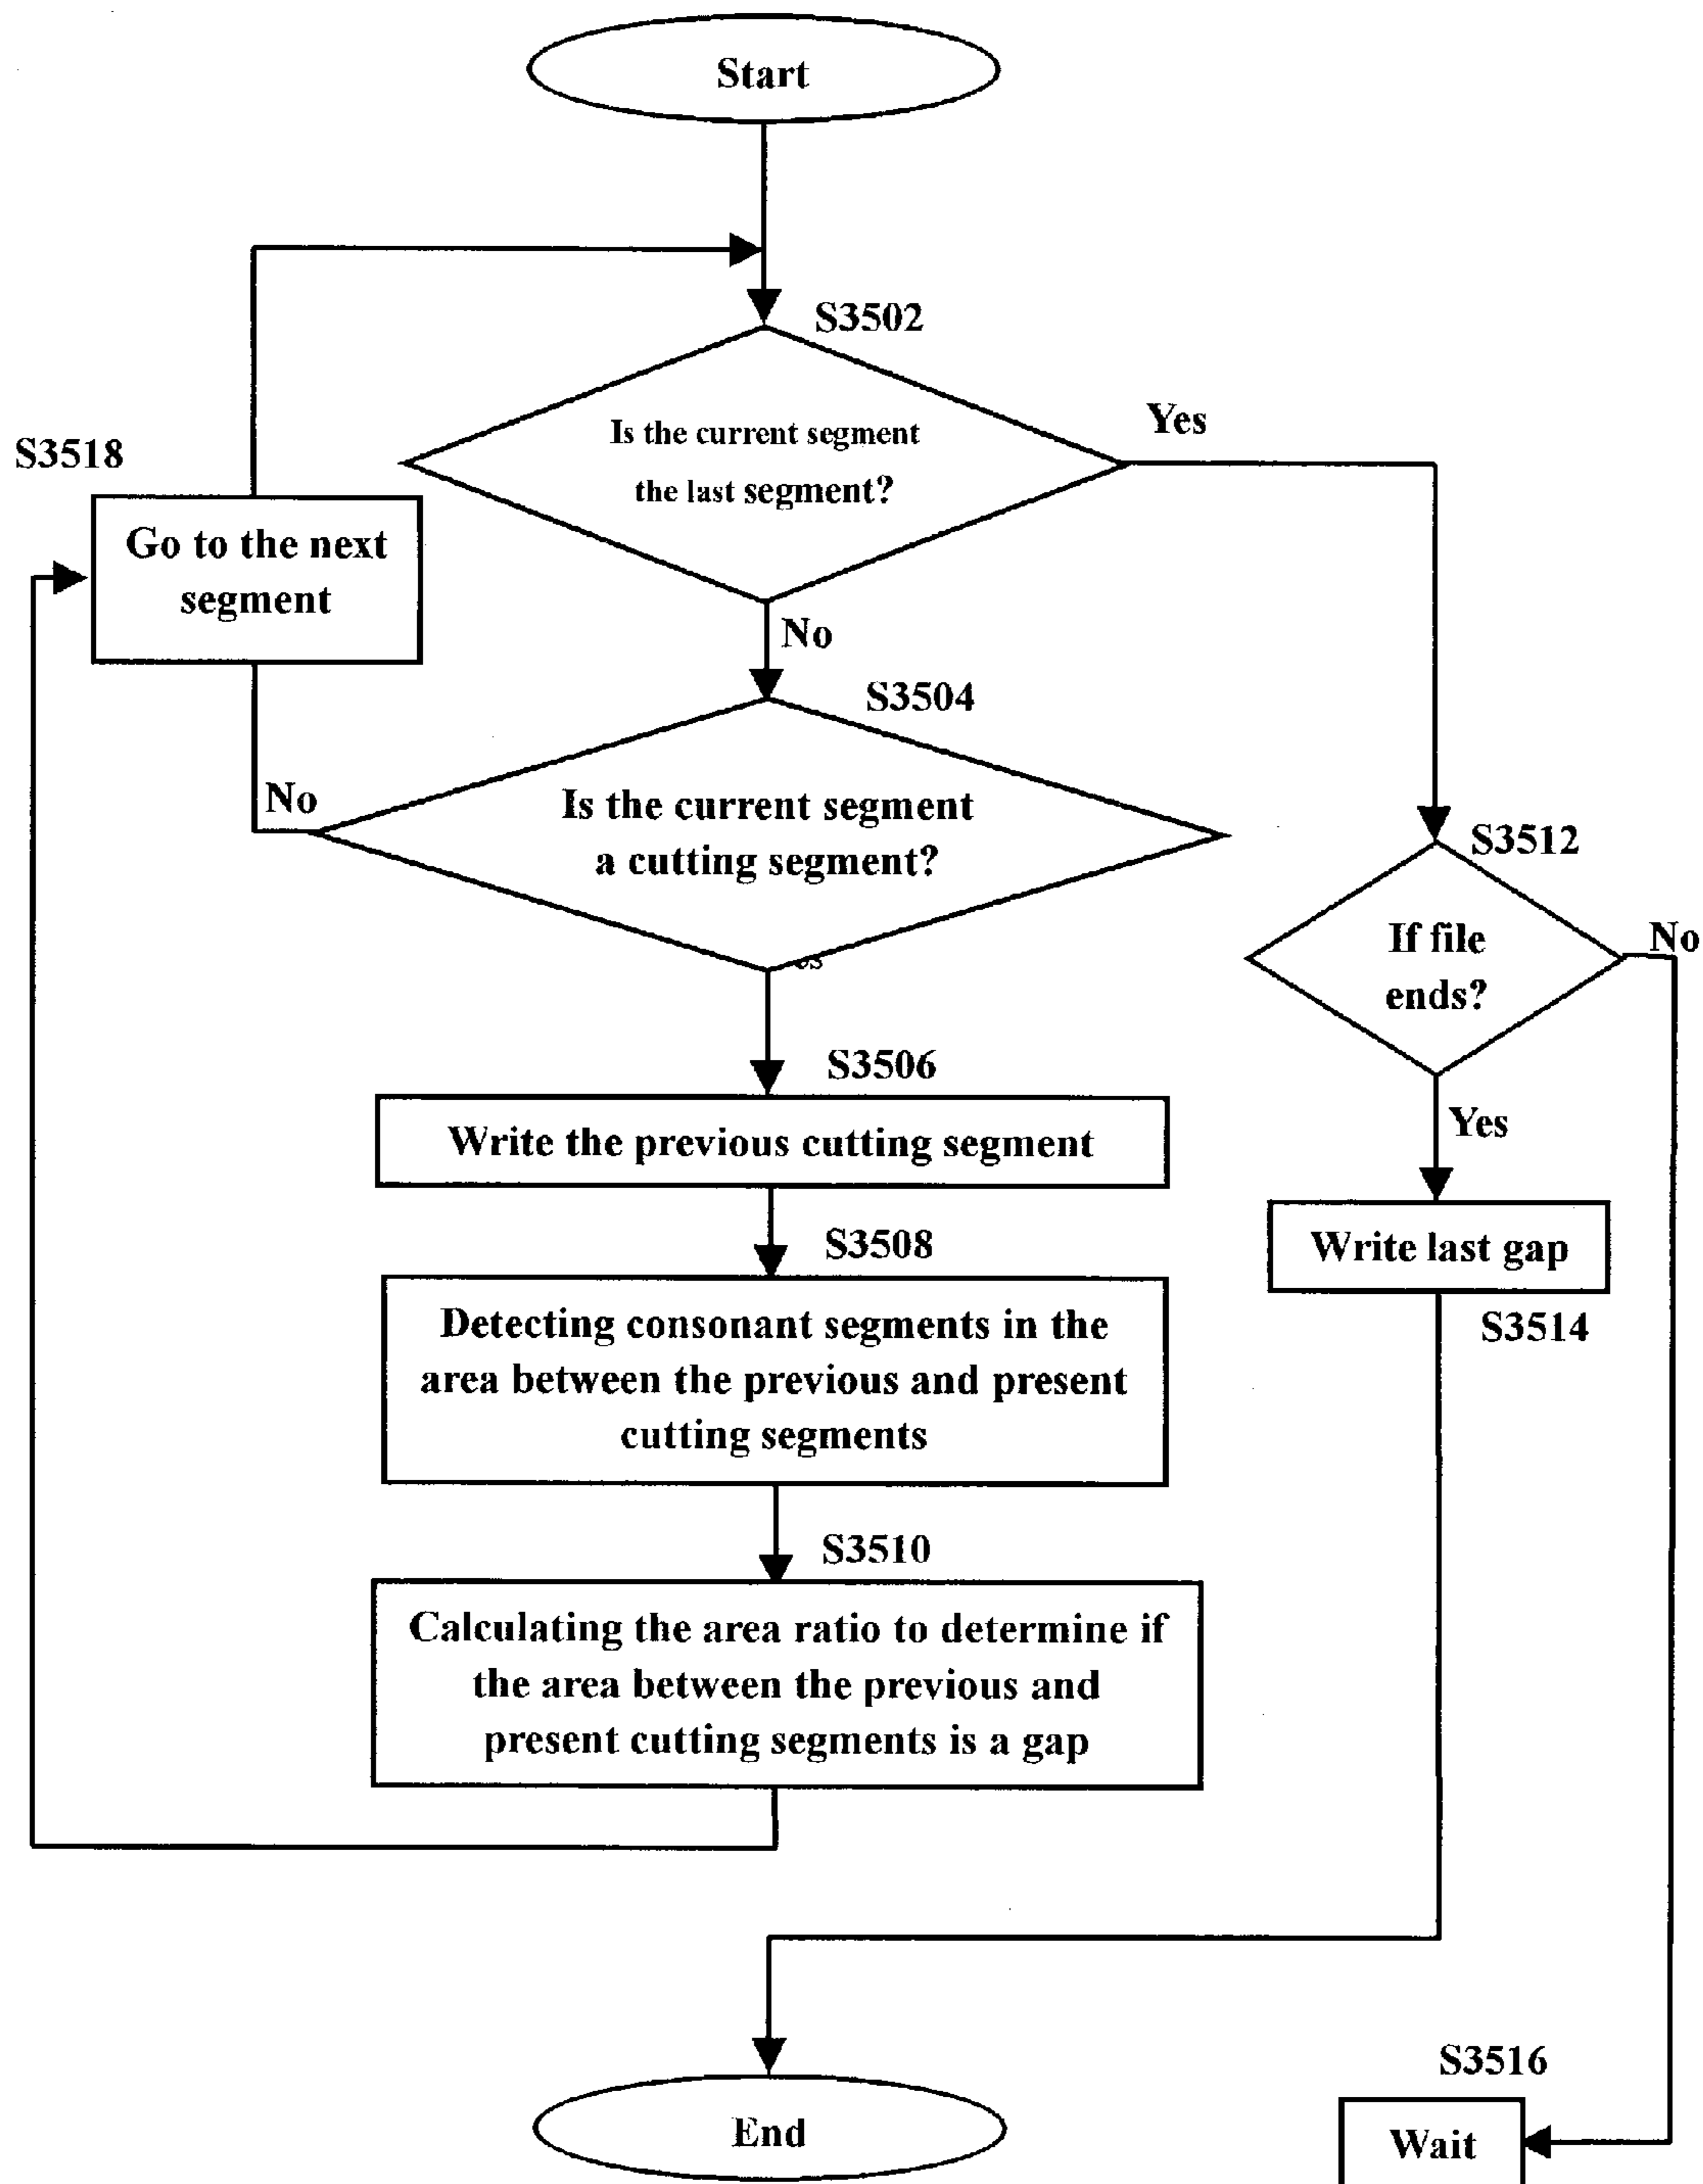 Start
S3502
Is the current segment
the last segment?
Yes
S3518
Go to the next
segment
No
S3504
Is the current segment
a cutting segment?
No
S3512
If file
ends?
No
S3506
Write the previous cutting segment
Yes
S3508
Write last gap
Detecting consonant segments in the
area between the previous and present
cutting segments
S3514
S3510
Calculating the area ratio to determine if
the area between the previous and
present cutting segments is a gap
S3516
End
Wait